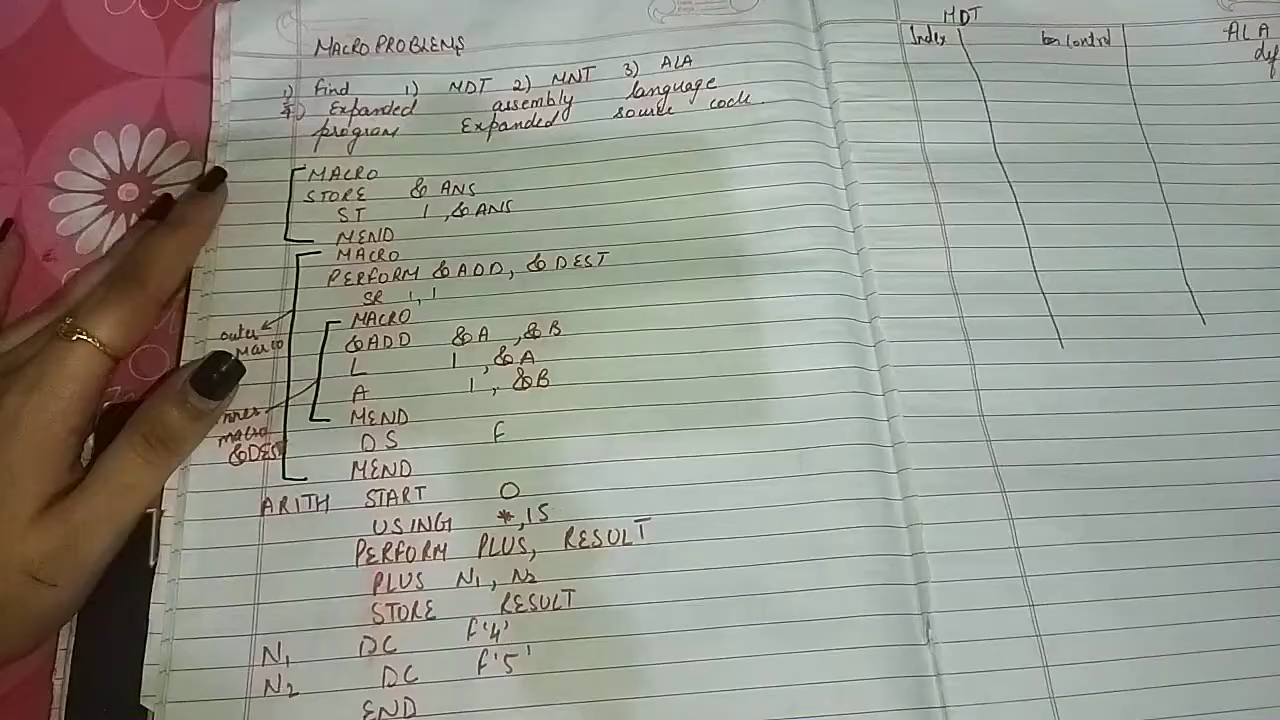 MACRO PROBLEMS
1) Find 1) MDT 2) MNT 3) ALA
4) Expanded assembly language
program Expanded source code.
MACRO
STORE &ANS
ST 1, &ANS
MEND
MACRO
PERFORM &ADD, &DEST
SR 1, 1
MACRO
&ADD &A, &B
L 1, &A
A 1, &B
MEND
&DEST DS F
MEND
ARITH START 0
USING *, 15
PERFORM PLUS, RESULT
PLUS N1, N2
STORE RESULT
N1 DC F'4'
N2 DC F'5'
END
outer
Macro
macro
MDT
Index Control ALA